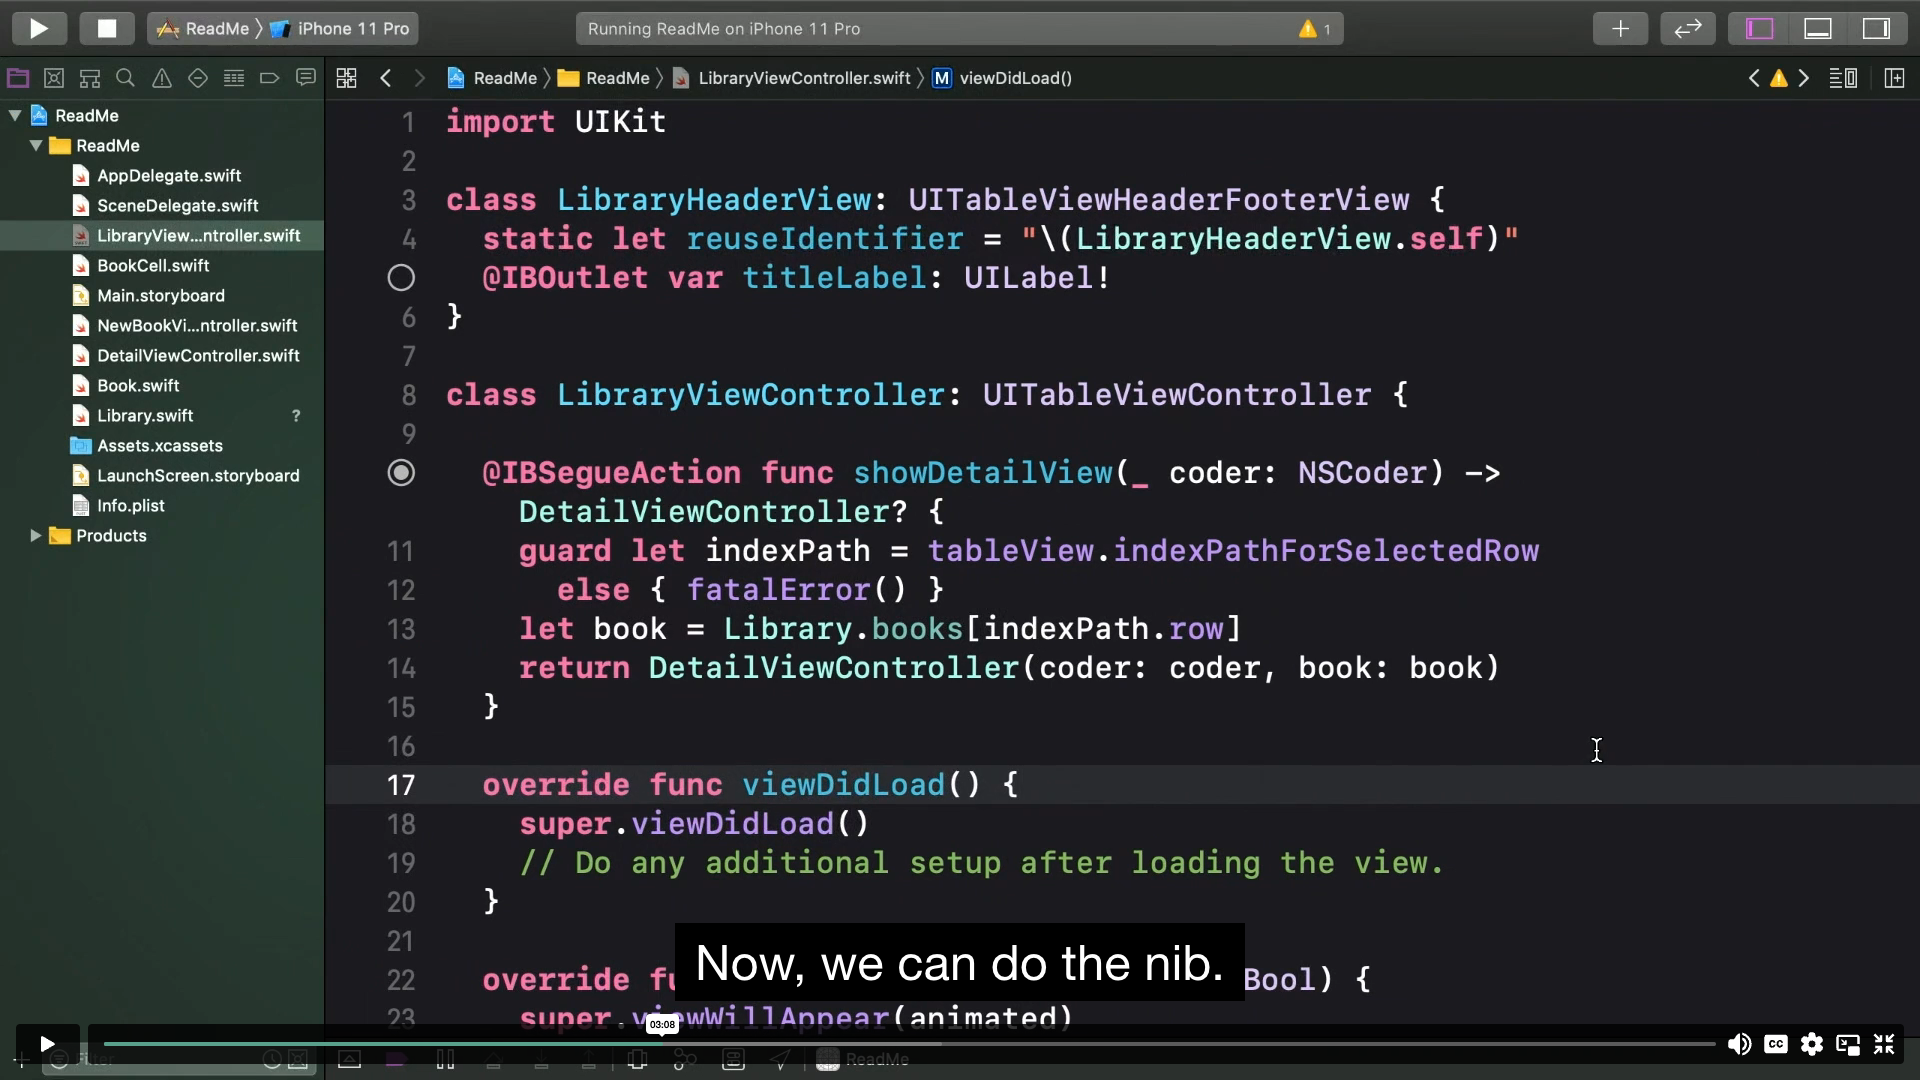 ReadMe 〉 iPhone 11 Pro
Running ReadMe on iPhone 11 Pro
1
ReadMe 〉 ReadMe 〉 LibraryViewController.swift 〉 M viewDidLoad()
ReadMe
ReadMe
AppDelegate.swift
SceneDelegate.swift
LibraryView...ntroller.swift
BookCell.swift
Main.storyboard
NewBookVi...ntroller.swift
DetailViewController.swift
Book.swift
Library.swift ?
Assets.xcassets
LaunchScreen.storyboard
Info.plist
Products
1 import UIKit
2
3 class LibraryHeaderView: UITableViewHeaderFooterView {
4 static let reuseIdentifier = "\(LibraryHeaderView.self)"
@IBOutlet var titleLabel: UILabel!
6 }
7
8 class LibraryViewController: UITableViewController {
9
@IBSegueAction func showDetailView(_ coder: NSCoder) ->
DetailViewController? {
11 guard let indexPath = tableView.indexPathForSelectedRow
12 else { fatalError() }
13 let book = Library.books[indexPath.row]
14 return DetailViewController(coder: coder, book: book)
15 }
16
17 override func viewDidLoad() {
18 super.viewDidLoad()
19 // Do any additional setup after loading the view.
20 }
21
22 override fu Bool) {
Now, we can do the nib.
23 super.viewWillAppear(animated)
03:08
CC
Filter
ReadMe